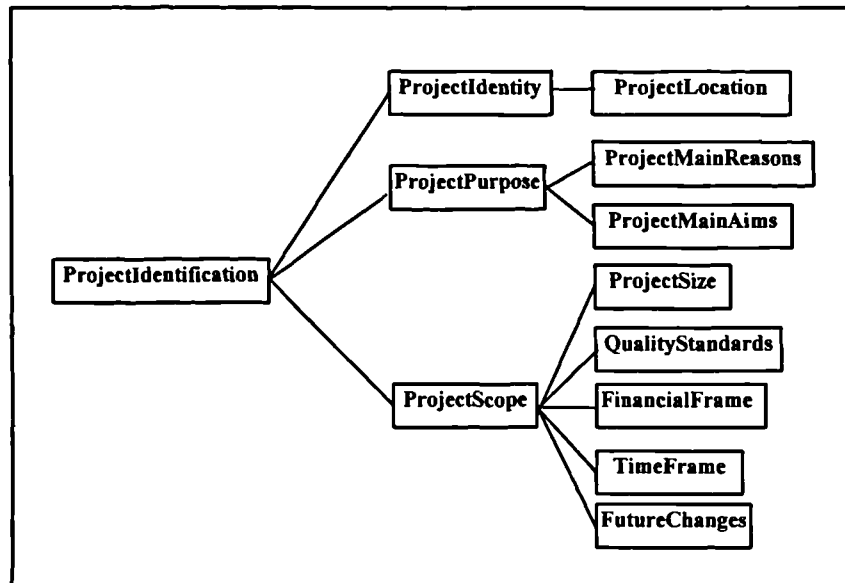 ProjectIdentity
ProjectLocation
ProjectPurpose
ProjectMainReasons
ProjectMainAims
ProjectIdentification
ProjectScope
ProjectSize
QualityStandards
FinancialFrame
TimeFrame
FutureChanges